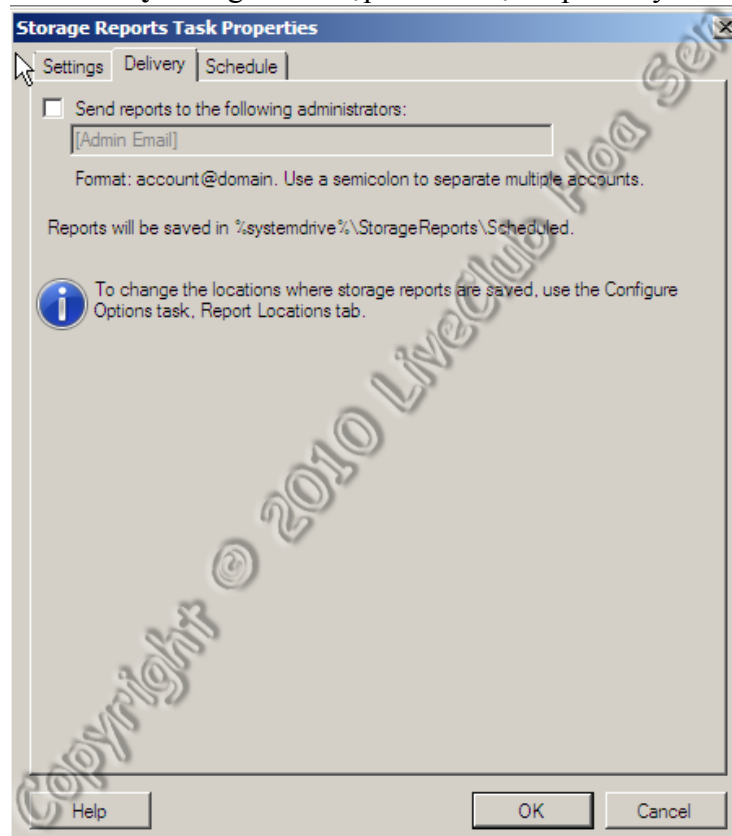 Storage Reports Task Properties
Settings Delivery Schedule
Send reports to the following administrators:
[Admin Email]
Format: account@domain. Use a semicolon to separate multiple accounts.
Reports will be saved in %systemdrive%\StorageReports\Scheduled.
To change the locations where storage reports are saved, use the Configure
Options task, Report Locations tab.
Copyright © 2010 LiveClub Hoa Sen
Help OK Cancel